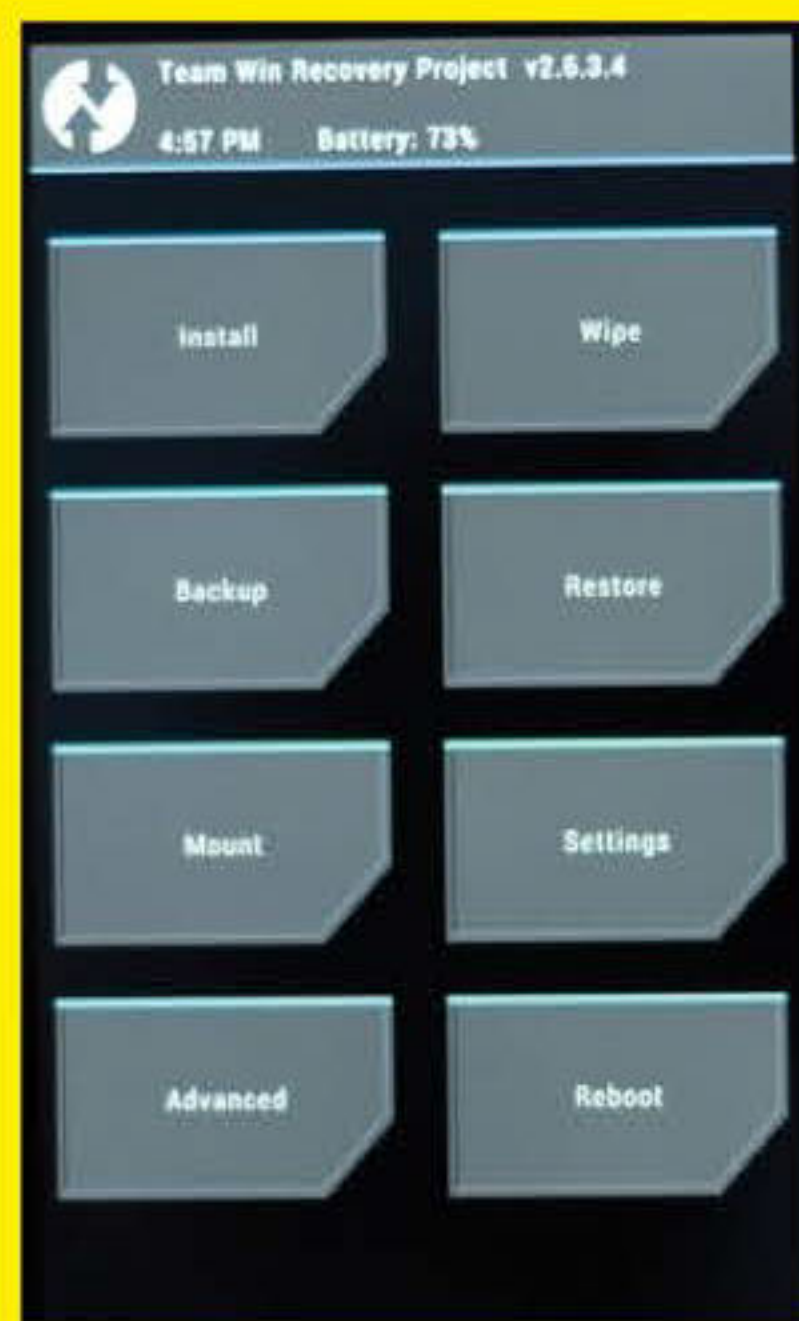 Team Win Recovery Project v2.6.3.4
4:57 PM Battery: 73%
Install
Wipe
Backup
Restore
Mount
Settings
Advanced
Reboot